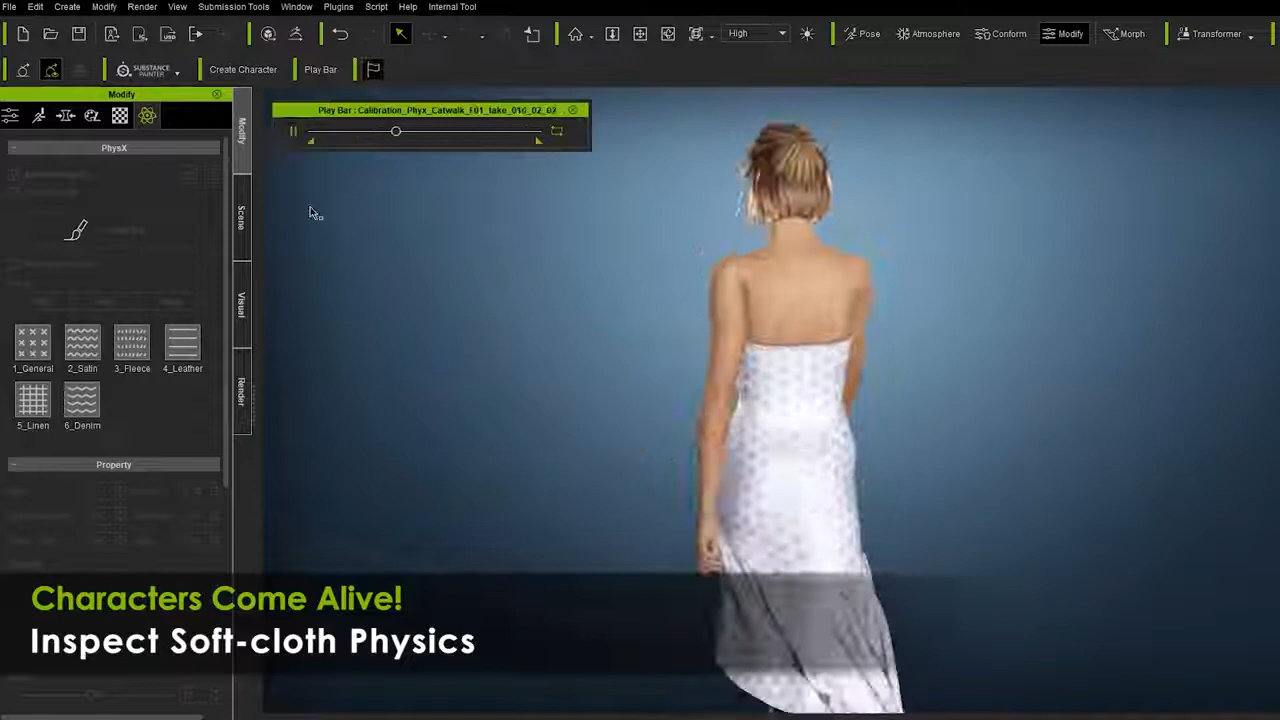 File Edit Create Modify Render View Submission Tools Window Plugins Script Help Internal Tool
High Pose Atmosphere Conform Modify Morph Transformer
SUBSTANCE PAINTER Create Character Play Bar
Modify
Play Bar : Calibration_Phyx_Catwalk_F01_take_016_02_02
PhysX
Modify
Scene
Visual
Render
1_General 2_Satin 3_Fleece 4_Leather
5_Linen 6_Denim
Property
Characters Come Alive!
Inspect Soft-cloth Physics